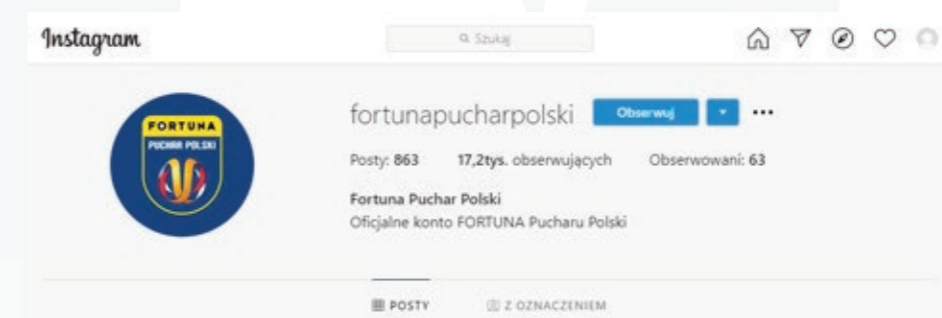 Instagram
Szukaj
FORTUNA
PUCHAR POLSKI
fortunapucharpolski Obserwuj
Posty: 863 17,2tys. obserwujących Obserwowani: 63
Fortuna Puchar Polski
Oficjalne konto FORTUNA Pucharu Polski
POSTY Z OZNACZENIEM